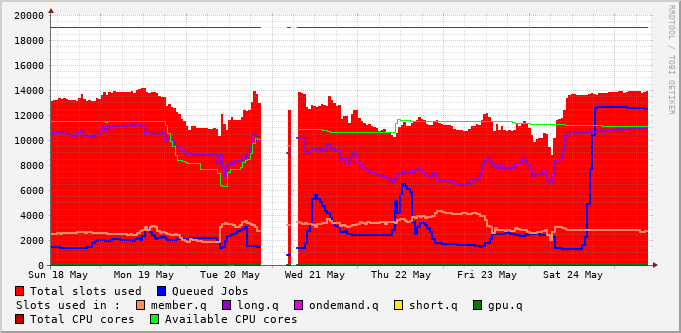 RRDTOOL / TOBI OETIKER
20000
18000
16000
14000
12000
10000
8000
6000
4000
2000
0
Sun 18 May Mon 19 May Tue 20 May Wed 21 May Thu 22 May Fri 23 May Sat 24 May
Total slots used Queued Jobs
Slots used in : member.q long.q ondemand.q short.q gpu.q
Total CPU cores Available CPU cores